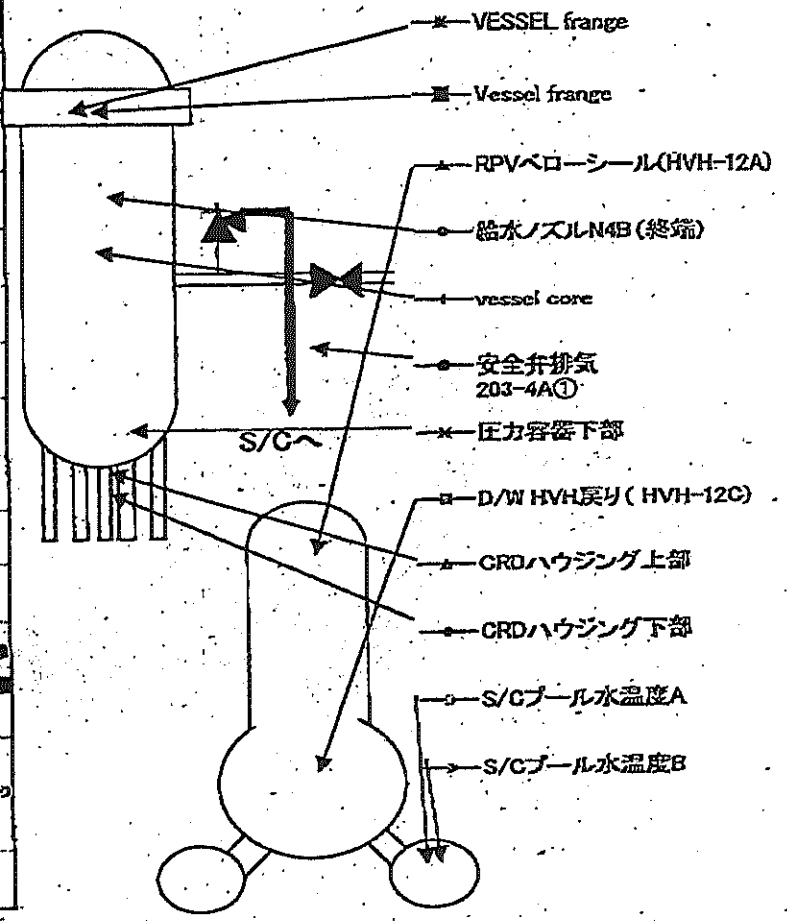 VESSEL frange
Vessel frange
RPVベローシール(HVH-12A)
給水ノズルN4B(終端)
vessel core
安全弁排気
203-4A①
S/Cへ
圧力容器下部
D/W HVH戻り( HVH-12C)
CRDハウジング上部
CRDハウジング下部
S/Cプール水温度A
S/Cプール水温度B